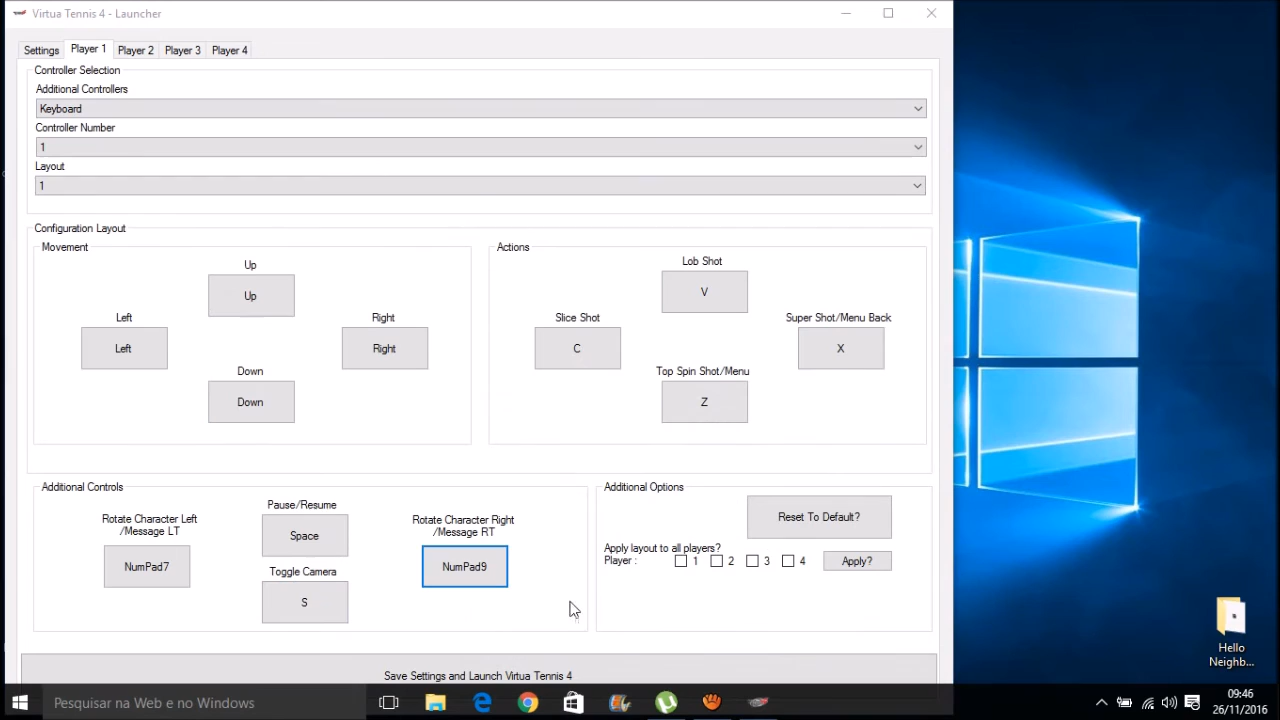 Virtua Tennis 4 - Launcher
Settings
Player 1
Player 2
Player 3
Player 4
Controller Selection
Additional Controllers
Keyboard
Controller Number
1
Layout
1
Configuration Layout
Movement
Up
Up
Left
Left
Right
Right
Down
Down
Actions
Lob Shot
V
Slice Shot
C
Super Shot/Menu Back
X
Top Spin Shot/Menu
Z
Additional Controls
Rotate Character Left
/Message LT
NumPad7
Pause/Resume
Space
Toggle Camera
S
Rotate Character Right
/Message RT
NumPad9
Additional Options
Reset To Default?
Apply layout to all players?
Player : 1 2 3 4
Apply?
Save Settings and Launch Virtua Tennis 4
Hello
Neighb...
Pesquisar na Web e no Windows
09:46
26/11/2016